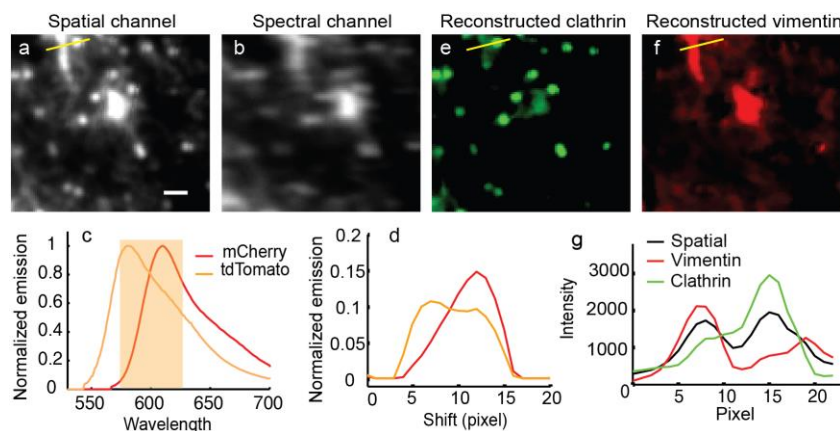 Spatial channel
Spectral channel
Reconstructed clathrin
Reconstructed vimentin
a
b
e
f
c
Normalized emission
1
0.8
0.6
0.4
0.2
0
550
600
650
700
Wavelength
mCherry
tdTomato
d
Normalized emission
0.2
0.15
0.1
0.05
0
0
5
10
15
20
Shift (pixel)
g
Intensity
3000
2000
1000
5
10
15
20
Pixel
Spatial
Vimentin
Clathrin